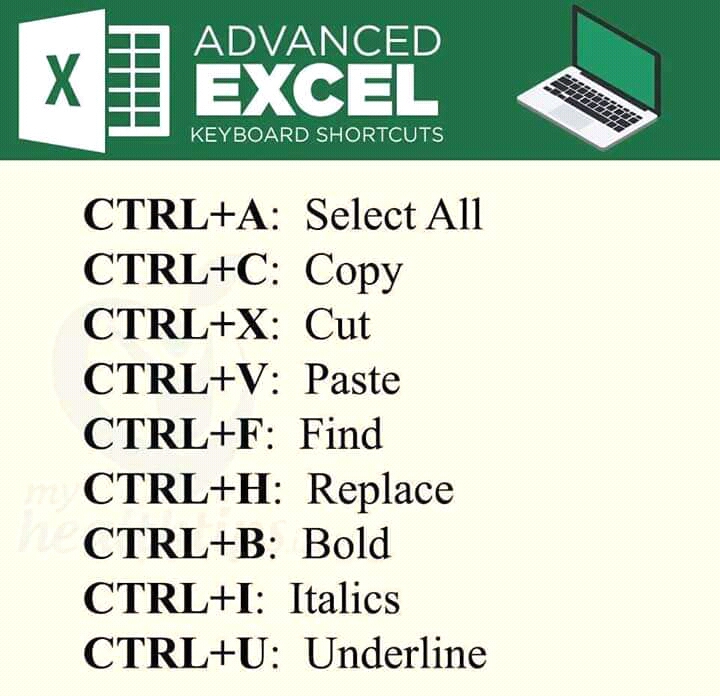 X
ADVANCED
EXCEL
KEYBOARD SHORTCUTS
CTRL+A: Select All
CTRL+C: Copy
CTRL+X: Cut
CTRL+V: Paste
CTRL+F: Find
CTRL+H: Replace
my
CTRL+B: Bold
CTRL+I: Italics
CTRL+U: Underline